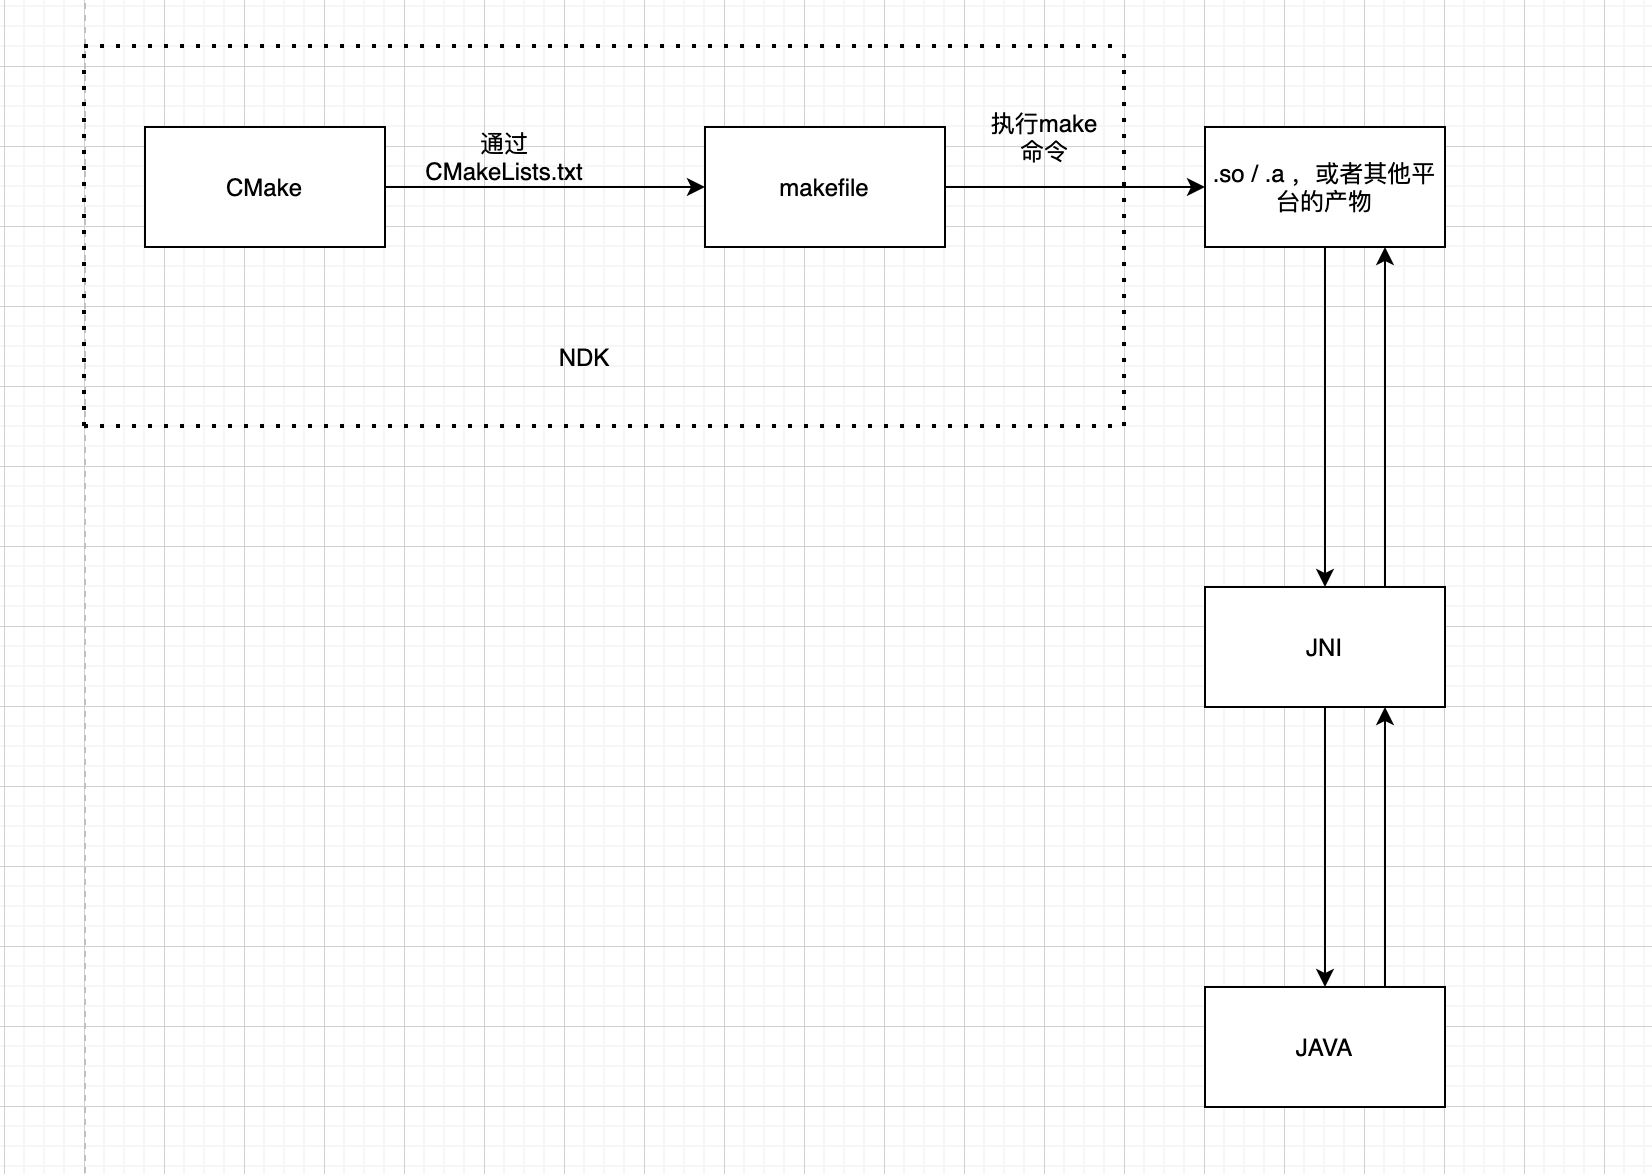 通过
CMakeLists.txt
执行make
命令
CMake
makefile
.so / .a ，或者其他平
台的产物
NDK
JNI
JAVA